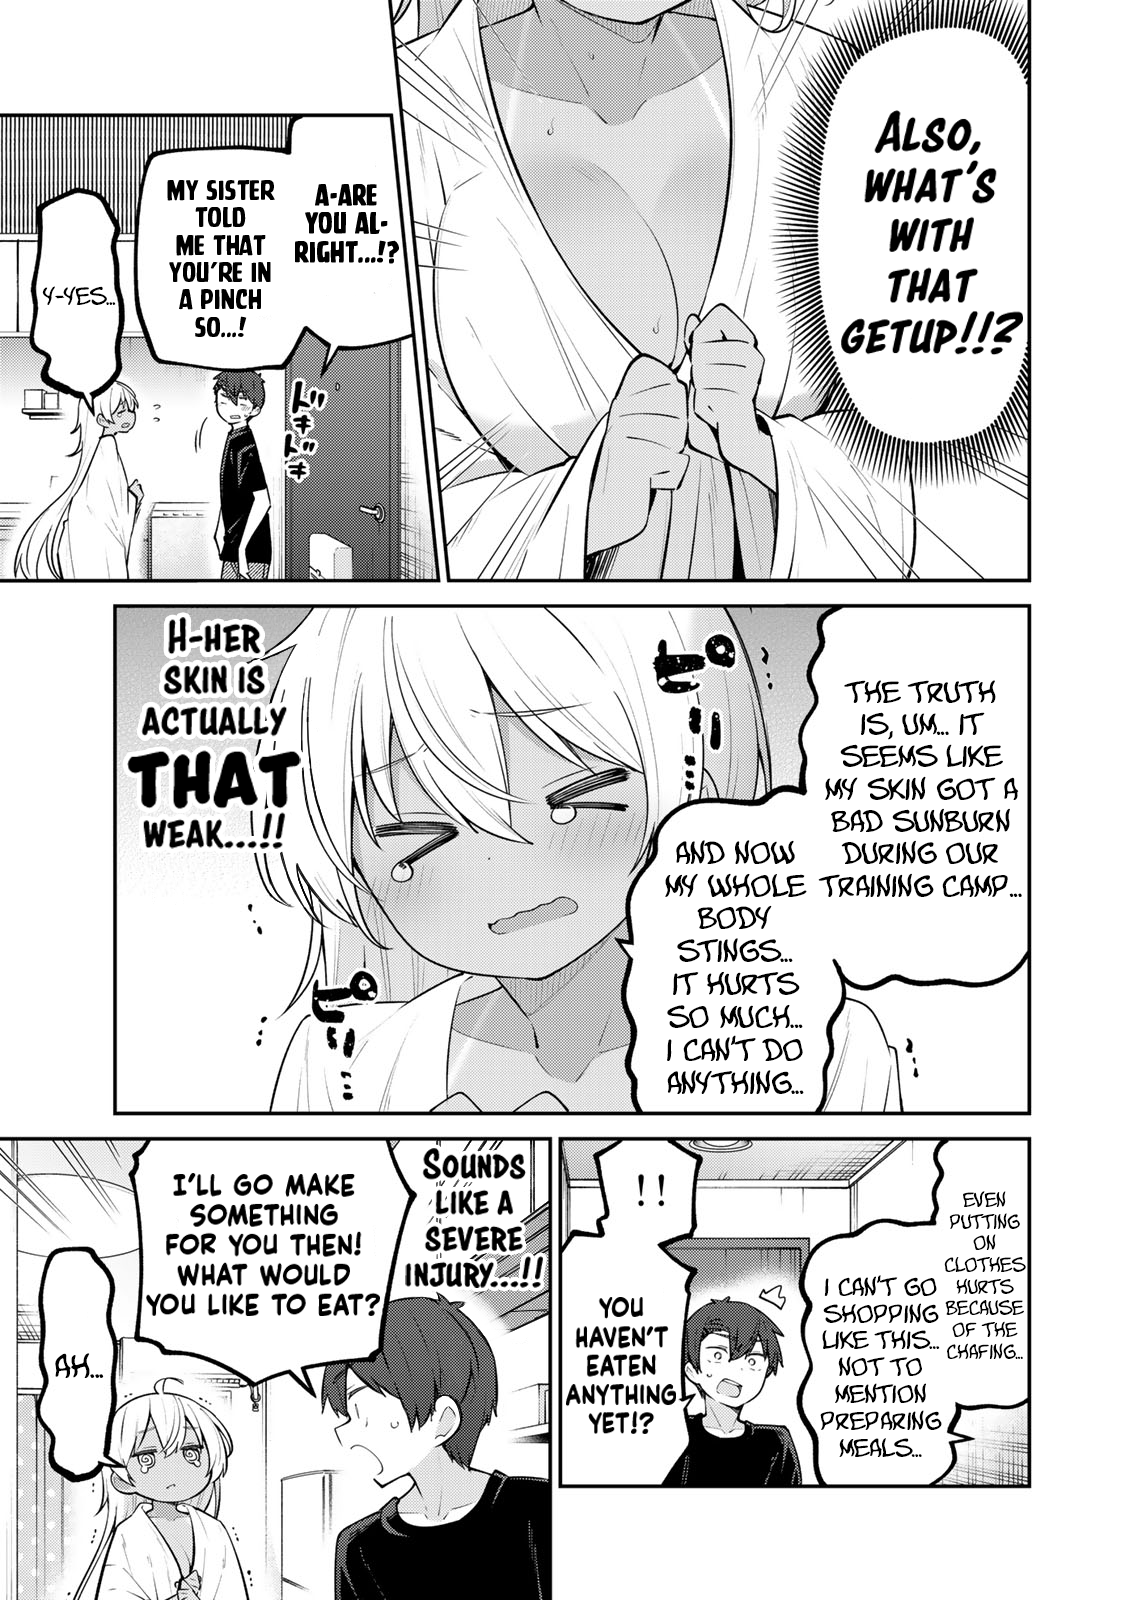 ALSO,
WHAT'S
WITH
THAT
GETUP!!?
A-ARE
YOU AL-
RIGHT...!?
MY SISTER
TOLD
ME THAT
YOU'RE IN
A PINCH
SO...!
Y-YES...
ドキ
ドキ
THE TRUTH
IS, UM... IT
SEEMS LIKE
MY SKIN GOT A
BAD SUNBURN
DURING OUR
TRAINING CAMP...
AND NOW
MY WHOLE
BODY
STINGS...
IT HURTS
SO MUCH...
I CAN'T DO
ANYTHING...
H-HER
SKIN IS
ACTUALLY
THAT
WEAK...!!
EVEN
PUTTING
ON
CLOTHES
HURTS
BECAUSE
OF THE
CHAFING...
I CAN'T GO
SHOPPING
LIKE THIS...
NOT TO
MENTION
PREPARING
MEALS...
!!
YOU
HAVEN'T
EATEN
ANYTHING
YET!?
SOUNDS
LIKE A
SEVERE
INJURY...!!
I'LL GO MAKE
SOMETHING
FOR YOU THEN!
WHAT WOULD
YOU LIKE TO EAT?
AH...